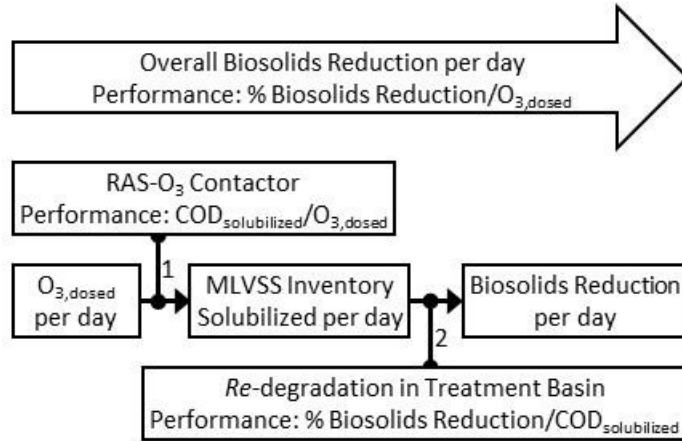 Overall Biosolids Reduction per day
Performance: % Biosolids Reduction/O₃,dosed
RAS-O₃ Contactor
Performance: CODsolubilized/O₃,dosed
1
O₃,dosed
per day
MLVSS Inventory
Solubilized per day
Biosolids Reduction
per day
2
Re-degradation in Treatment Basin
Performance: % Biosolids Reduction/CODsolubilized